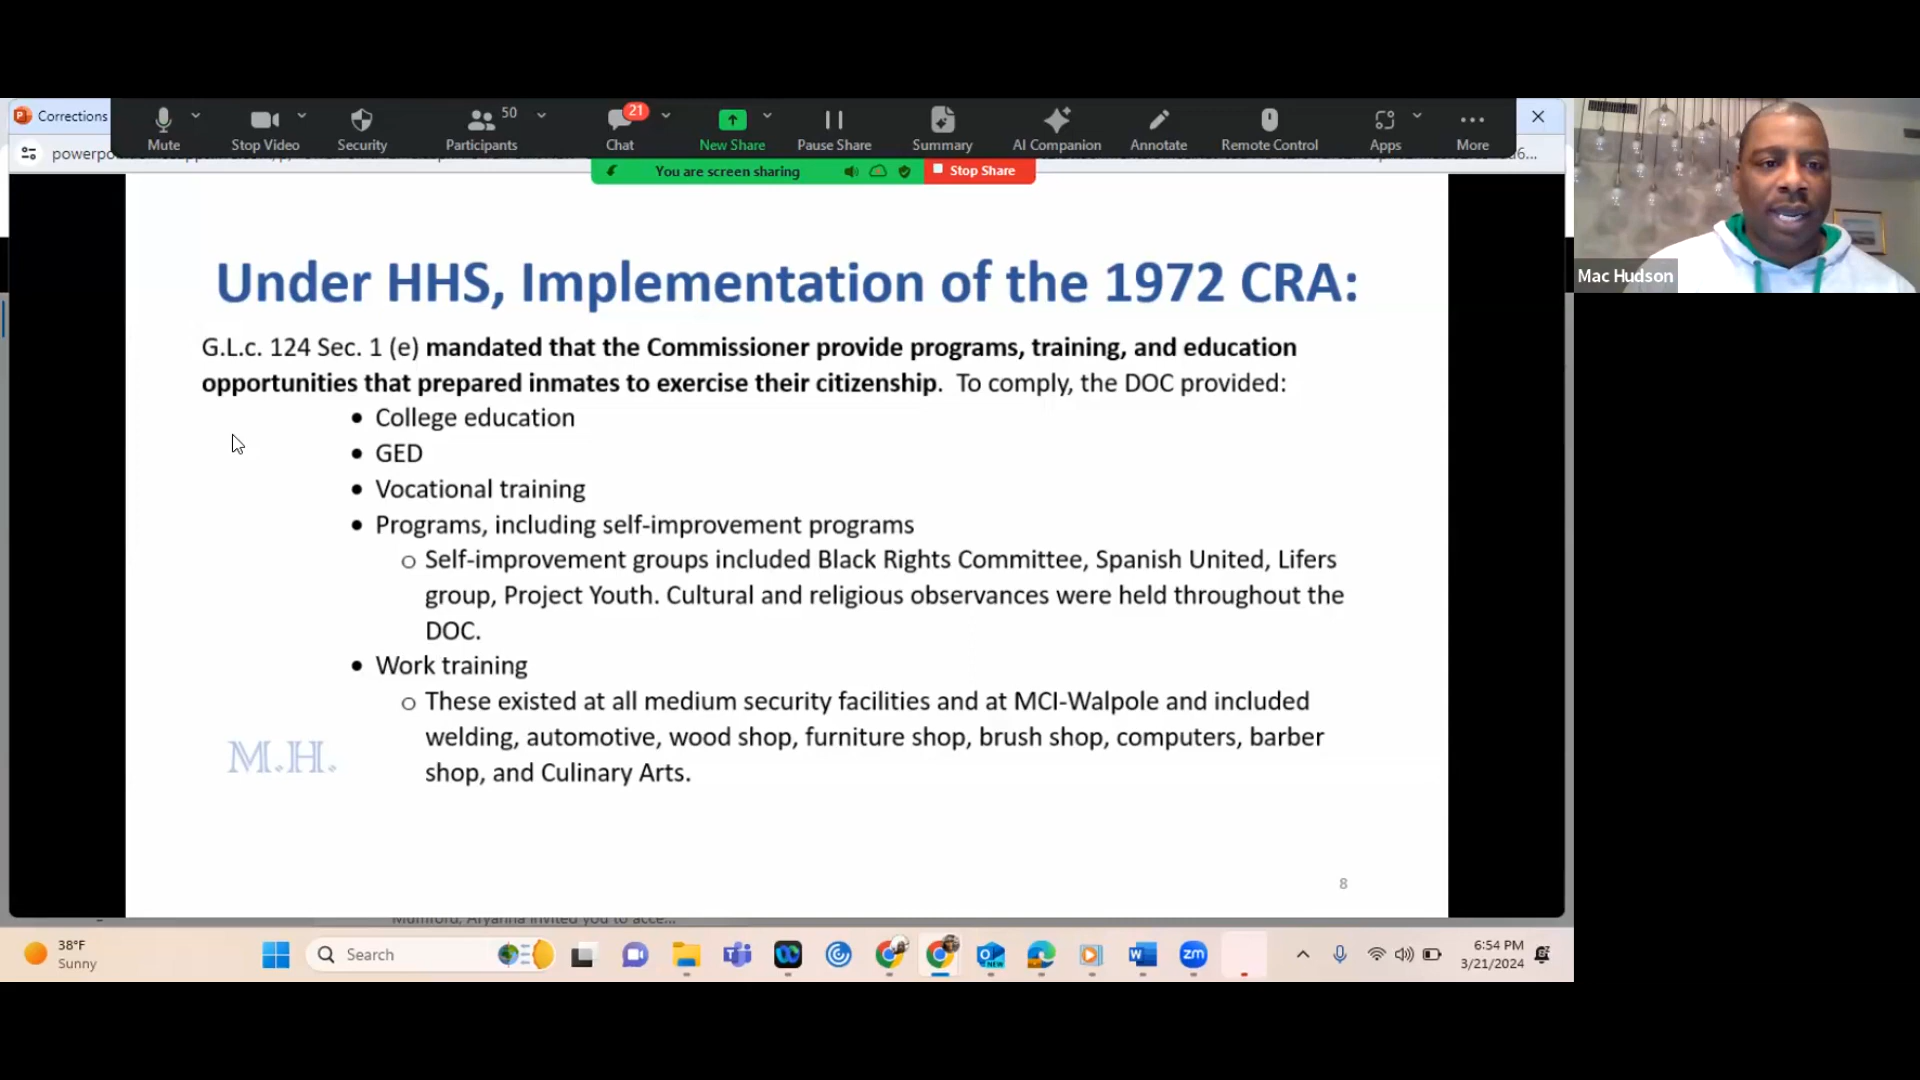 Corrections
Mute
Stop Video
Security
Participants
50
Chat
21
New Share
Pause Share
Summary
AI Companion
Annotate
Remote Control
Apps
More
You are screen sharing
Stop Share
Mac Hudson
Under HHS, Implementation of the 1972 CRA:
G.L.c. 124 Sec. 1 (e) mandated that the Commissioner provide programs, training, and education
opportunities that prepared inmates to exercise their citizenship. To comply, the DOC provided:
• College education
• GED
• Vocational training
• Programs, including self-improvement programs
o Self-improvement groups included Black Rights Committee, Spanish United, Lifers
group, Project Youth. Cultural and religious observances were held throughout the
DOC.
• Work training
o These existed at all medium security facilities and at MCI-Walpole and included
welding, automotive, wood shop, furniture shop, brush shop, computers, barber
shop, and Culinary Arts.
M.H.
8
38°F
Sunny
Search
NEW
zm
6:54 PM
3/21/2024